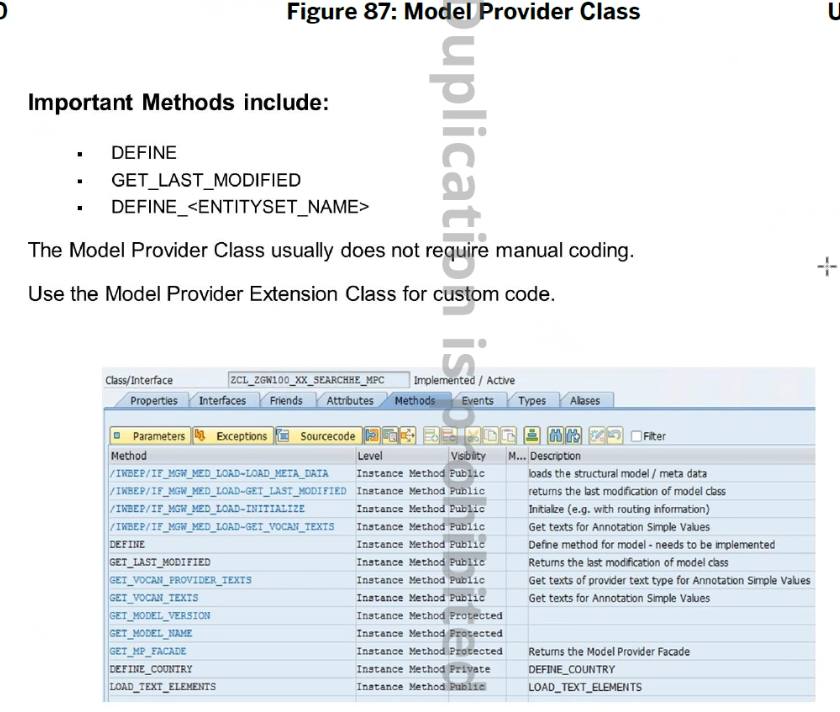 Figure 87: Model Provider Class
Important Methods include:
▪ DEFINE
▪ GET_LAST_MODIFIED
▪ DEFINE_<ENTITYSET_NAME>
The Model Provider Class usually does not require manual coding.
Use the Model Provider Extension Class for custom code.
Duplication is prohibited
Class/Interface ZCL_ZGW100_XX_SEARCHHE_MPC Implemented / Active
Properties Interfaces Friends Attributes Methods Events Types Aliases
Parameters Exceptions Sourcecode Filter
Method Level Visibility M... Description
/IWBEP/IF_MGW_MED_LOAD~LOAD_META_DATA Instance Method Public loads the structural model / meta data
/IWBEP/IF_MGW_MED_LOAD~GET_LAST_MODIFIED Instance Method Public returns the last modification of model class
/IWBEP/IF_MGW_MED_LOAD~INITIALIZE Instance Method Public Initialize (e.g. with routing information)
/IWBEP/IF_MGW_MED_LOAD~GET_VOCAN_TEXTS Instance Method Public Get texts for Annotation Simple Values
DEFINE Instance Method Public Define method for model - needs to be implemented
GET_LAST_MODIFIED Instance Method Public Returns the last modification of model class
GET_VOCAN_PROVIDER_TEXTS Instance Method Public Get texts of provider text type for Annotation Simple Values
GET_VOCAN_TEXTS Instance Method Public Get texts for Annotation Simple Values
GET_MODEL_VERSION Instance Method Protected
GET_MODEL_NAME Instance Method Protected
GET_MP_FACADE Instance Method Protected Returns the Model Provider Facade
DEFINE_COUNTRY Instance Method Private DEFINE_COUNTRY
LOAD_TEXT_ELEMENTS Instance Method Public LOAD_TEXT_ELEMENTS